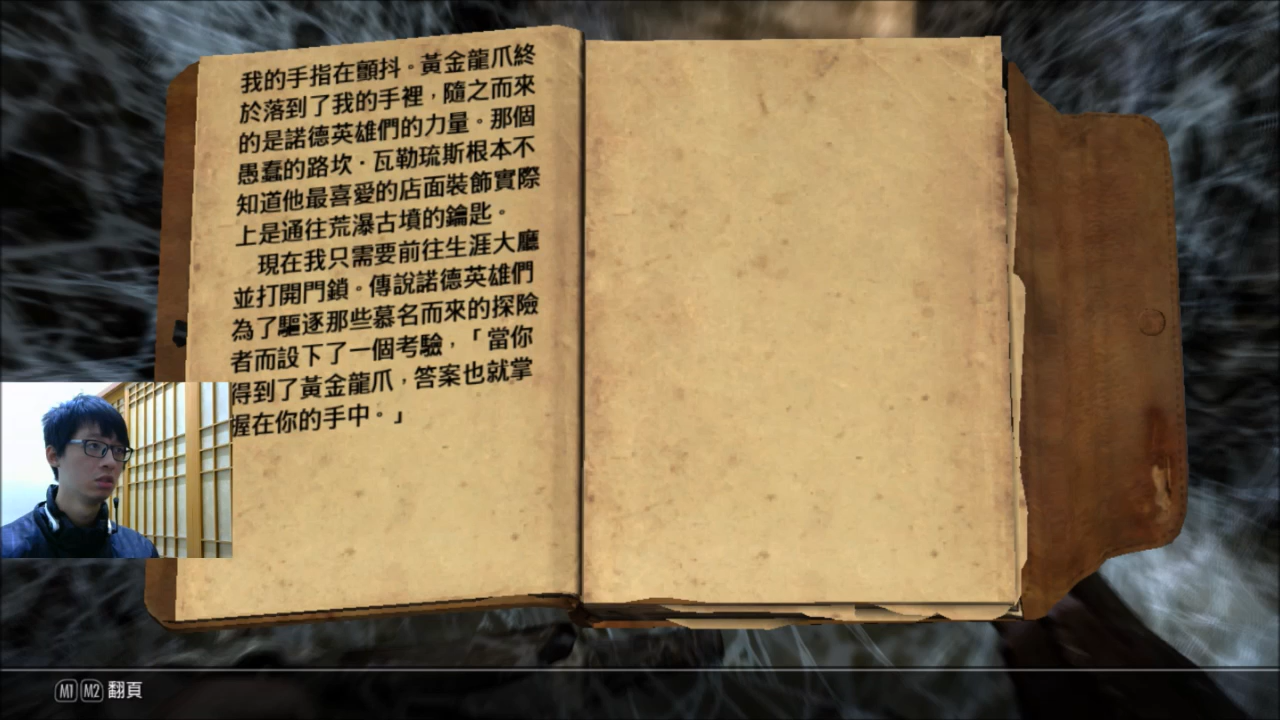 我的手指在顫抖。黃金龍爪終
於落到了我的手裡，隨之而來
的是諾德英雄們的力量。那個
愚蠢的路坎·瓦勒琉斯根本不
知道他最喜愛的店面裝飾實際
上是通往荒瀑古墳的鑰匙。
現在我只需要前往生涯大廳
並打開門鎖。傳說諾德英雄們
為了驅逐那些慕名而來的探險
者而設下了一個考驗，「當你
得到了黃金龍爪，答案也就掌
握在你的手中。」
M1 M2 翻頁